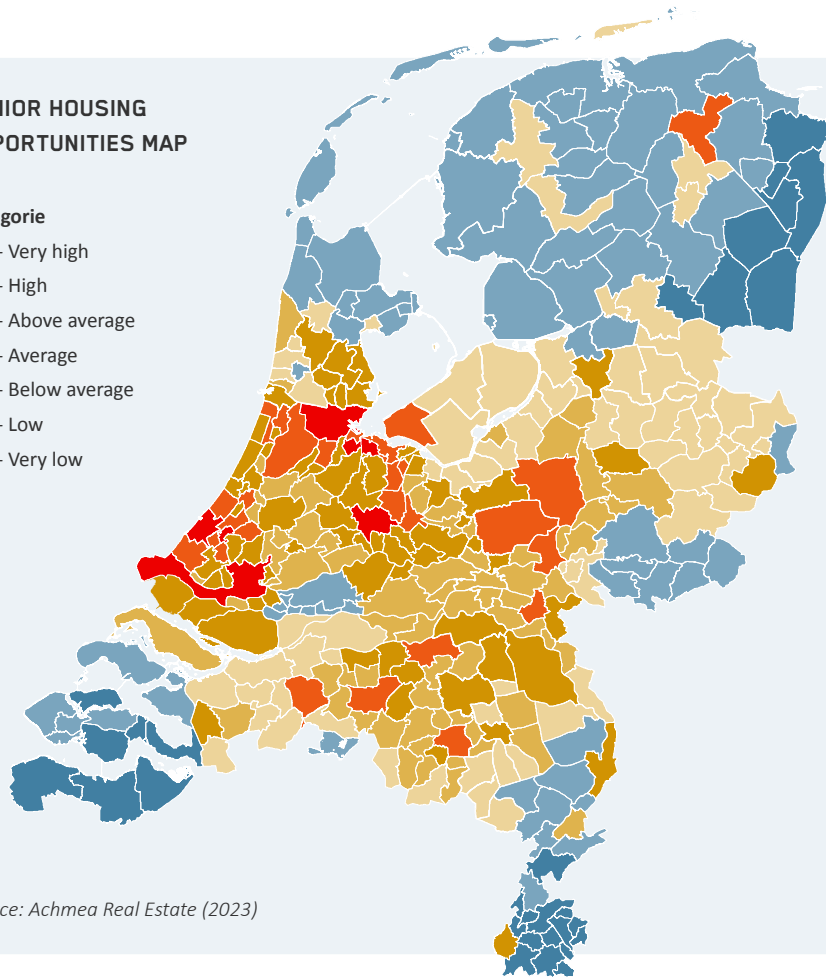 NIOR HOUSING
PORTUNITIES MAP
gorie
- Very high
- High
- Above average
- Average
- Below average
- Low
- Very low
ce: Achmea Real Estate (2023)